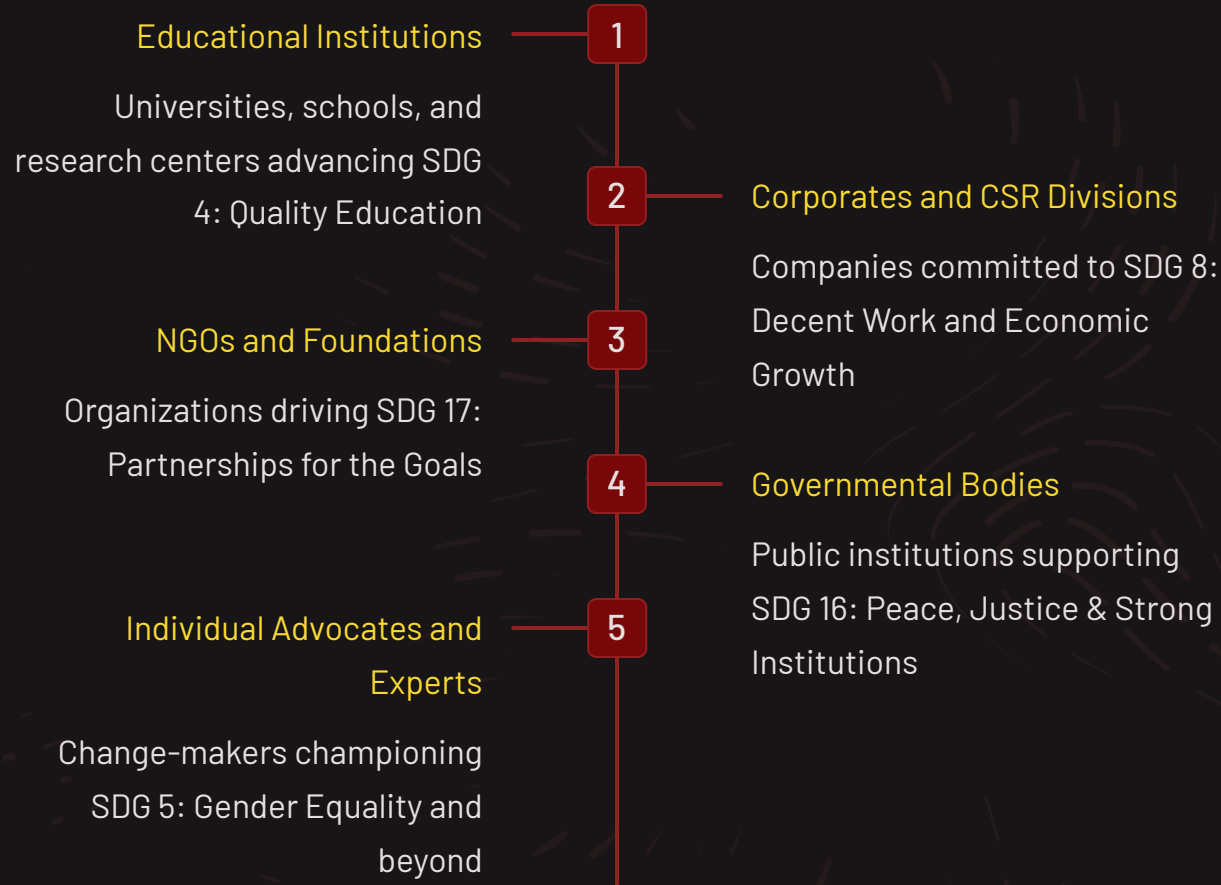 1
Educational Institutions
Universities, schools, and
research centers advancing SDG
4: Quality Education
2
Corporates and CSR Divisions
Companies committed to SDG 8:
Decent Work and Economic
Growth
3
NGOs and Foundations
Organizations driving SDG 17:
Partnerships for the Goals
4
Governmental Bodies
Public institutions supporting
SDG 16: Peace, Justice & Strong
Institutions
5
Individual Advocates and
Experts
Change-makers championing
SDG 5: Gender Equality and
beyond